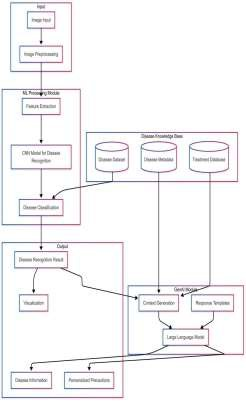 Input
Image Input
Image Preprocessing
ML Processing Module
Feature Extraction
CNN Model for Disease
Recognition
Disease Classification
Disease Knowledge Base
Disease Dataset
Disease Metadata
Treatment Database
Output
Disease Recognition Result
Visualization
GenAI Module
Context Generation
Response Templates
Large Language Model
Disease Information
Personalized Precautions